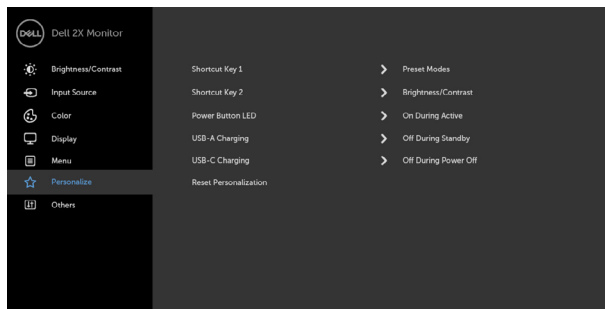 DELL Dell 2X Monitor
Brightness/Contrast Shortcut Key 1 Preset Modes
Input Source Shortcut Key 2 Brightness/Contrast
Color Power Button LED On During Active
Display USB-A Charging Off During Standby
Menu USB-C Charging Off During Power Off
Personalize Reset Personalization
Others